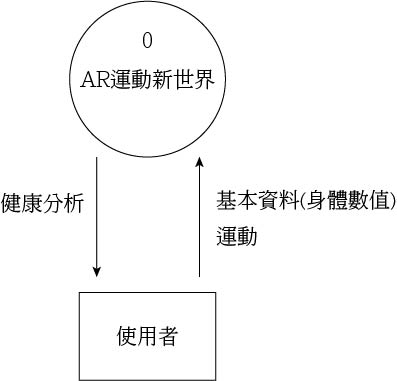 0
AR運動新世界
健康分析
基本資料(身體數值)
運動
使用者